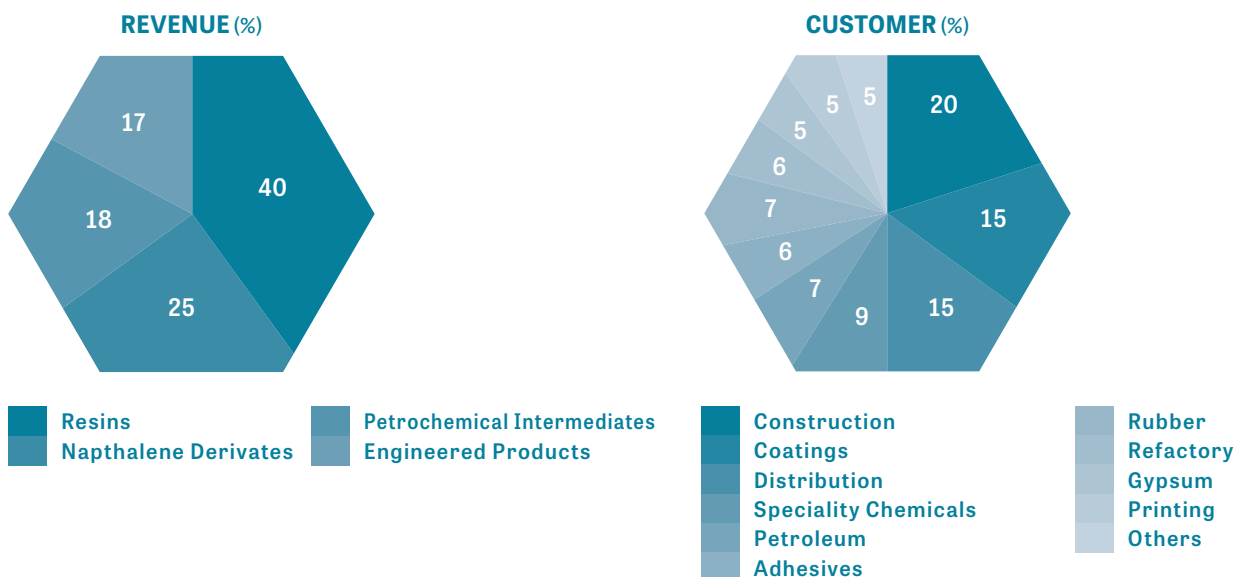 REVENUE (%)
40
25
18
17
Resins
Napthalene Derivates
Petrochemical Intermediates
Engineered Products
CUSTOMER (%)
20
15
15
9
7
6
7
6
5
5
5
Construction
Coatings
Distribution
Speciality Chemicals
Petroleum
Adhesives
Rubber
Refactory
Gypsum
Printing
Others